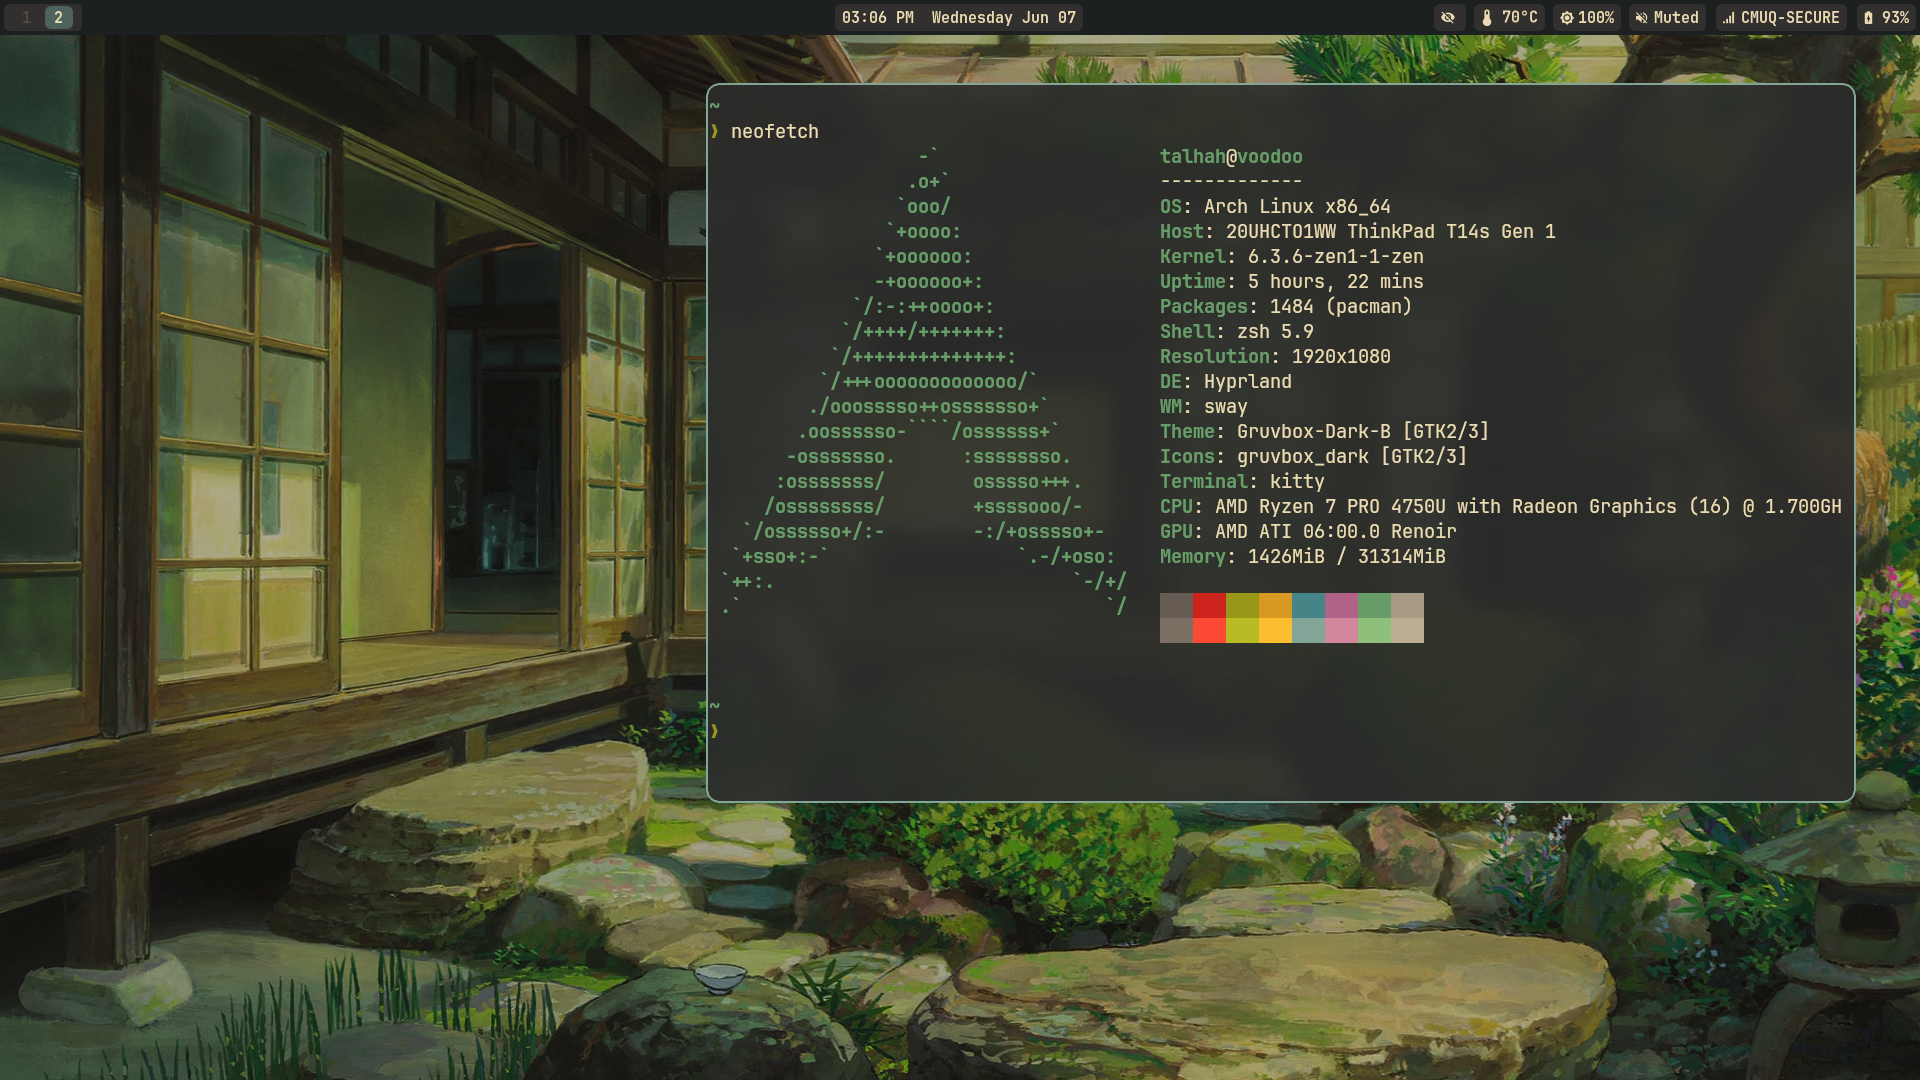 1 2
03:06 PM Wednesday Jun 07
70°C 100% Muted CMUQ-SECURE 93%
~
❯ neofetch
-`
.o+`
`ooo/
`+oooo:
`+oooooo:
-+oooooo+:
`/:-:++oooo+:
`/++++/+++++++:
`/++++++++++++++:
`/+++ooooooooooooo/`
./ooosssso++osssssso+`
.oossssso-````/ossssss+`
-osssssso. :ssssssso.
:osssssss/ osssso+++.
/ossssssss/ +ssssooo/-
`/ossssso+/:- -:/+osssso+-
`+sso+:-` `.-/+oso:
`++:. `-/+/
.` `/
talhah@voodoo
-------------
OS: Arch Linux x86_64
Host: 20UHCTO1WW ThinkPad T14s Gen 1
Kernel: 6.3.6-zen1-1-zen
Uptime: 5 hours, 22 mins
Packages: 1484 (pacman)
Shell: zsh 5.9
Resolution: 1920x1080
DE: Hyprland
WM: sway
Theme: Gruvbox-Dark-B [GTK2/3]
Icons: gruvbox_dark [GTK2/3]
Terminal: kitty
CPU: AMD Ryzen 7 PRO 4750U with Radeon Graphics (16) @ 1.700GH
GPU: AMD ATI 06:00.0 Renoir
Memory: 1426MiB / 31314MiB
~
❯